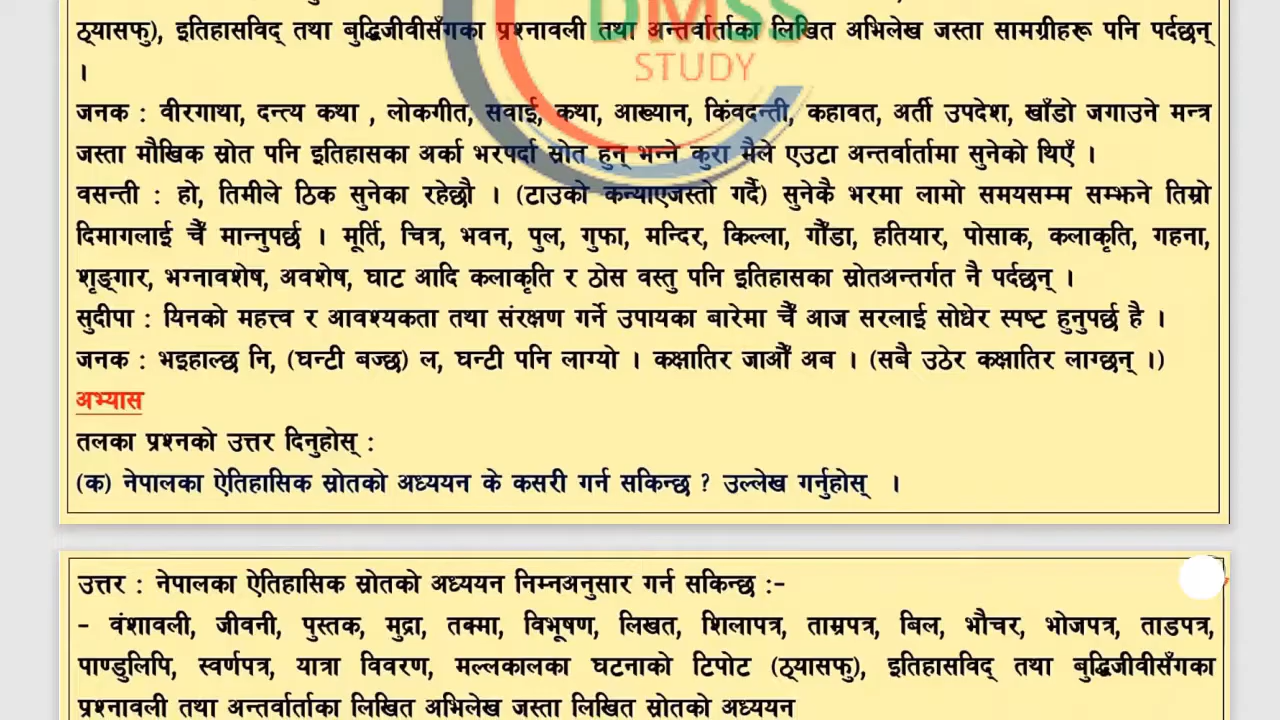 DMSS
STUDY
ठ्यासफु), इतिहासविद् तथा बुद्धिजीवीसँगका प्रश्नावली तथा अन्तर्वार्ताका लिखित अभिलेख जस्ता सामग्रीहरू पनि पर्दछन्
।
जनक : वीरगाथा, दन्त्य कथा , लोकगीत, सवाई, कथा, आख्यान, किंवदन्ती, कहावत, अर्ती उपदेश, खाँडो जगाउने मन्त्र
जस्ता मौखिक स्रोत पनि इतिहासका अर्का भरपर्दा स्रोत हुन् भन्ने कुरा मैले एउटा अन्तर्वार्तामा सुनेको थिएँ ।
वसन्ती : हो, तिमीले ठिक सुनेका रहेछौ । (टाउको कन्याएजस्तो गर्दै) सुनेकै भरमा लामो समयसम्म सम्झने तिम्रो
दिमागलाई चैँ मान्नुपर्छ । मूर्ति, चित्र, भवन, पुल, गुफा, मन्दिर, किल्ला, गौँडा, हतियार, पोसाक, कलाकृति, गहना,
शृङ्गार, भग्नावशेष, अवशेष, घाट आदि कलाकृति र ठोस वस्तु पनि इतिहासका स्रोतअन्तर्गत नै पर्दछन् ।
सुदीपा : यिनको महत्त्व र आवश्यकता तथा संरक्षण गर्ने उपायका बारेमा चैँ आज सरलाई सोधेर स्पष्ट हुनुपर्छ है ।
जनक : भइहाल्छ नि, (घन्टी बज्छ) ल, घन्टी पनि लाग्यो । कक्षातिर जाऔँ अब । (सबै उठेर कक्षातिर लाग्छन् ।)
अभ्यास
तलका प्रश्नको उत्तर दिनुहोस् :
(क) नेपालका ऐतिहासिक स्रोतको अध्ययन के कसरी गर्न सकिन्छ ? उल्लेख गर्नुहोस् ।
उत्तर : नेपालका ऐतिहासिक स्रोतको अध्ययन निम्नअनुसार गर्न सकिन्छ :-
- वंशावली, जीवनी, पुस्तक, मुद्रा, तक्मा, विभूषण, लिखत, शिलापत्र, ताम्रपत्र, बिल, भौचर, भोजपत्र, ताडपत्र,
पाण्डुलिपि, स्वर्णपत्र, यात्रा विवरण, मल्लकालका घटनाको टिपोट (ठ्यासफु), इतिहासविद् तथा बुद्धिजीवीसँगका
प्रश्नावली तथा अन्तर्वार्ताका लिखित अभिलेख जस्ता लिखित स्रोतको अध्ययन